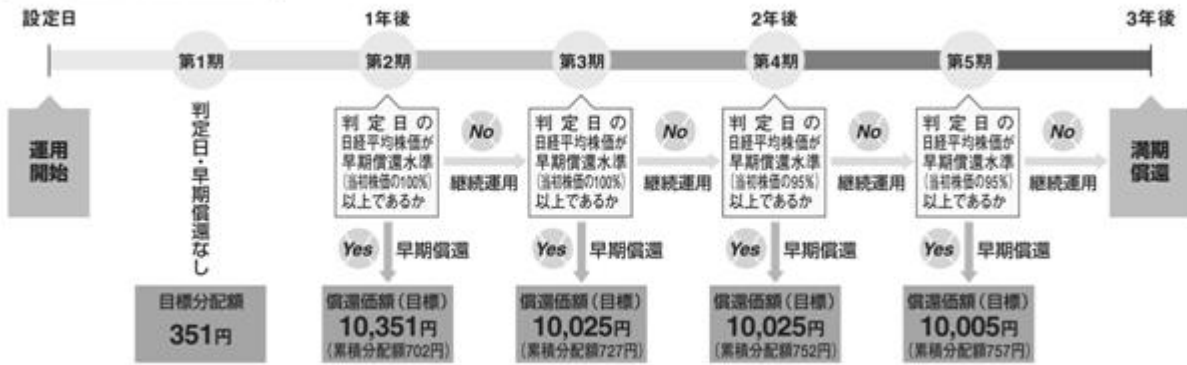 設定日
1年後
2年後
3年後
第1期
第2期
第3期
第4期
第5期
運用
開始
判定日・早期償還なし
判定日の
日経平均株価が
早期償還水準
(当初株価の100%)
以上であるか
No
継続運用
判定日の
日経平均株価が
早期償還水準
(当初株価の100%)
以上であるか
No
継続運用
判定日の
日経平均株価が
早期償還水準
(当初株価の95%)
以上であるか
No
継続運用
判定日の
日経平均株価が
早期償還水準
(当初株価の95%)
以上であるか
No
継続運用
満期
償還
Yes 早期償還
Yes 早期償還
Yes 早期償還
Yes 早期償還
目標分配額
351円
償還価額(目標)
10,351円
(累積分配額702円)
償還価額(目標)
10,025円
(累積分配額727円)
償還価額(目標)
10,025円
(累積分配額752円)
償還価額(目標)
10,005円
(累積分配額757円)